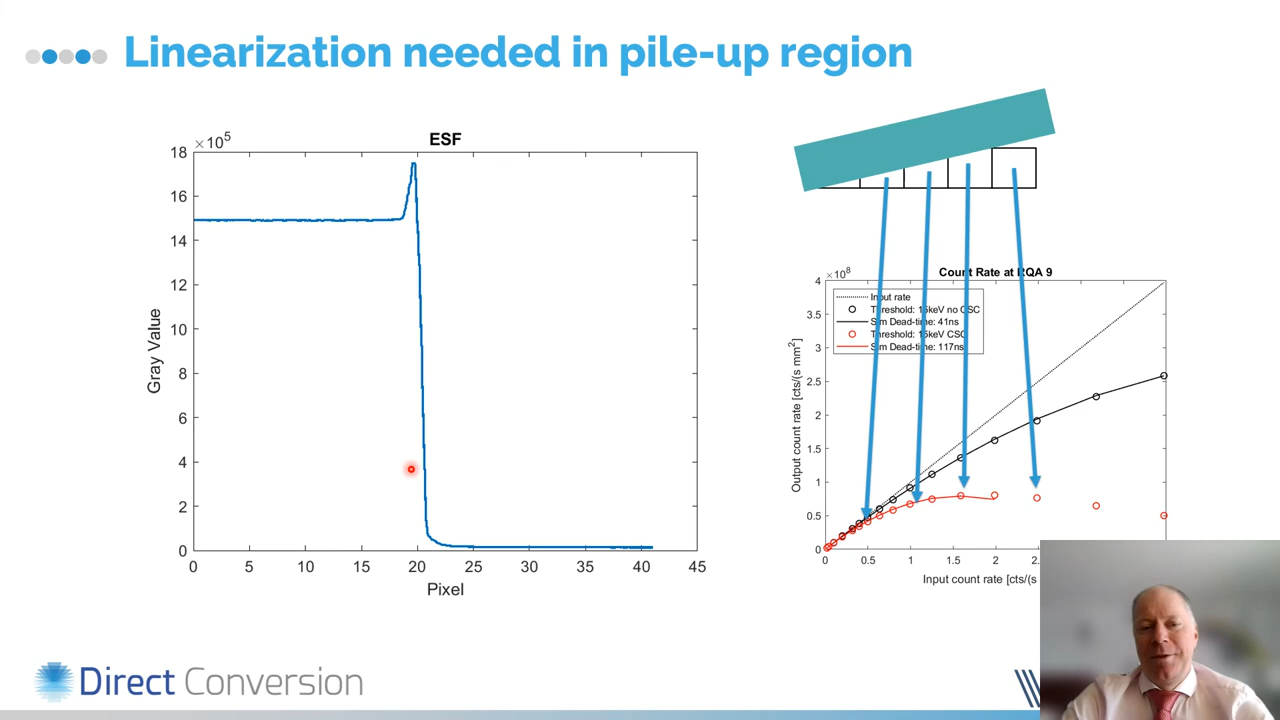 Linearization needed in pile-up region
ESF
×10^5
18
16
14
12
10
8
6
4
2
0
Gray Value
0 5 10 15 20 25 30 35 40 45
Pixel
Count Rate at RQA 9
×10^8
4
3.5
3
2.5
2
1.5
1
0.5
0
Output count rate [cts/(s mm²]
Input rate
Threshold: 15keV no CSC
Sim Dead-time: 41ns
Threshold: 15keV CSC
Sim Dead-time: 117ns
0 0.5 1 1.5 2 2.
Input count rate [cts/(s
Direct Conversion